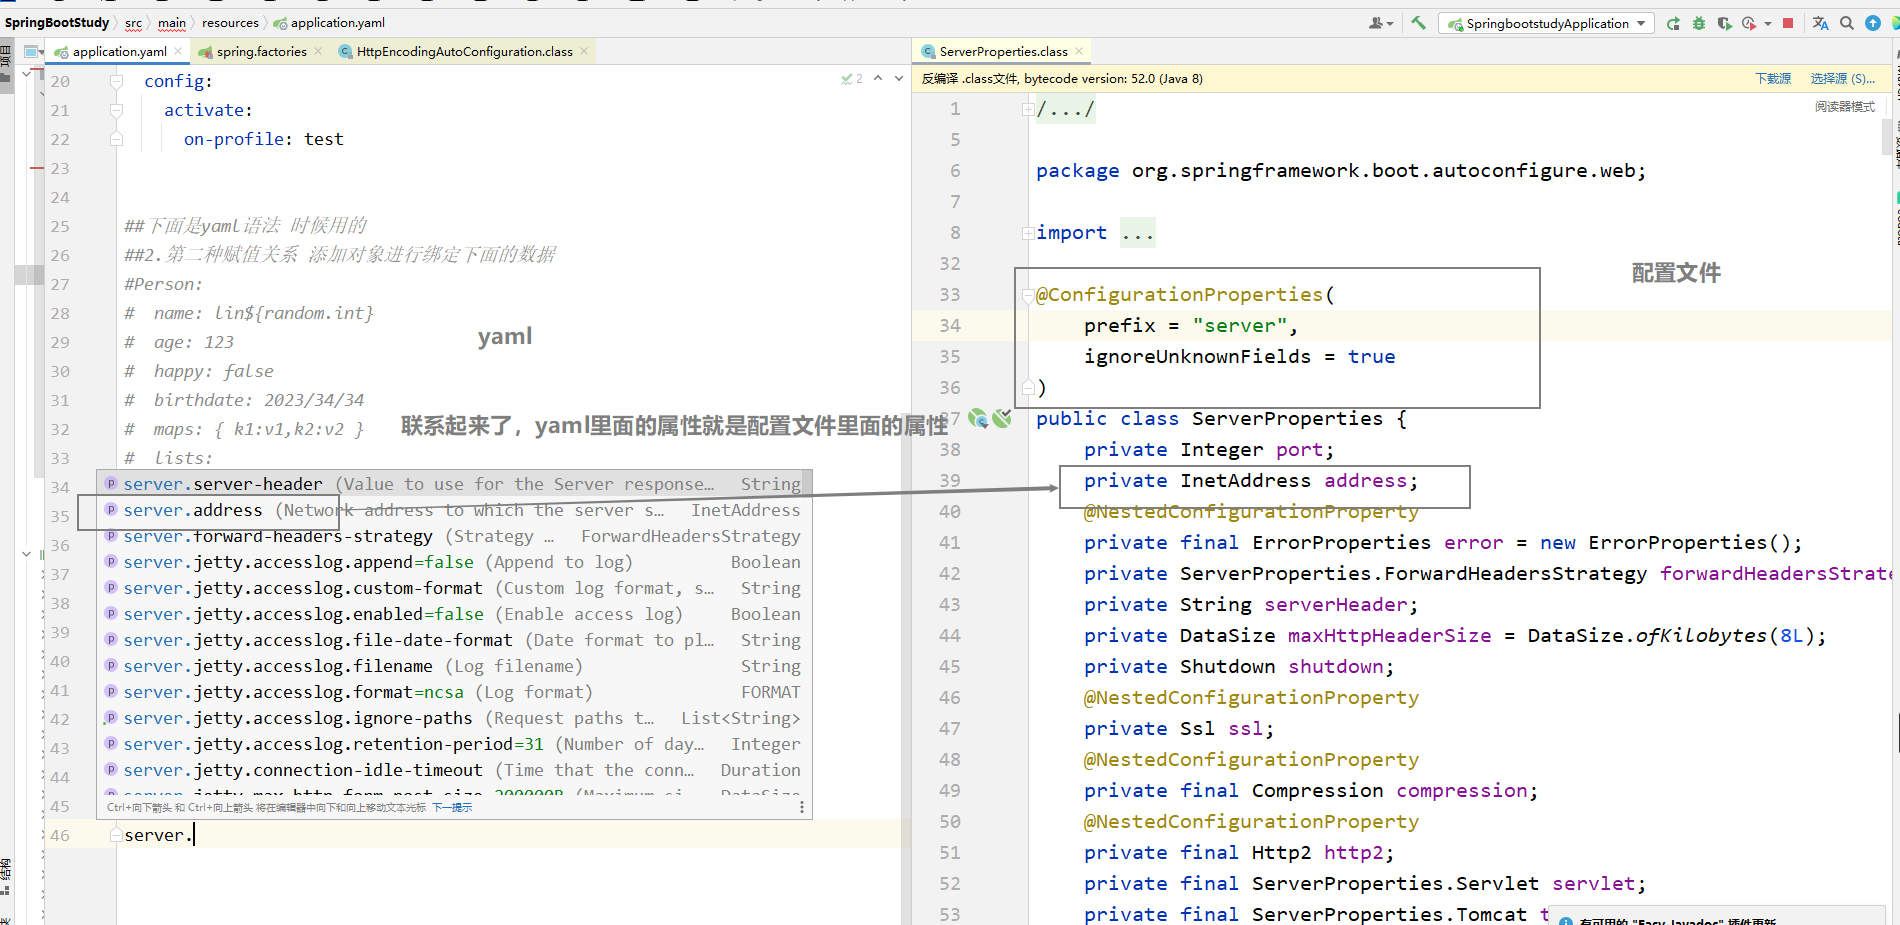 SpringBootStudy 〉 src 〉 main 〉 resources 〉 application.yaml
SpringbootstudyApplication
application.yaml
spring.factories
HttpEncodingAutoConfiguration.class
项目
20 config:
21 activate:
22 on-profile: test
23
24
25 ##下面是yaml语法 时候用的
26 ##2.第二种赋值关系 添加对象进行绑定下面的数据
27 #Person:
28 # name: lin${random.int}
29 # age: 123
30 # happy: false
31 # birthdate: 2023/34/34
32 # maps: { k1:v1,k2:v2 }
33 # lists:
34
35
36
37
38
39
40
41
42
43
44
45
46 server.
2
yaml
联系起来了，yaml里面的属性就是配置文件里面的属性
server.server-header (Value to use for the Server response… String
server.address (Network address to which the server s… InetAddress
server.forward-headers-strategy (Strategy … ForwardHeadersStrategy
server.jetty.accesslog.append=false (Append to log) Boolean
server.jetty.accesslog.custom-format (Custom log format, s… String
server.jetty.accesslog.enabled=false (Enable access log) Boolean
server.jetty.accesslog.file-date-format (Date format to pl… String
server.jetty.accesslog.filename (Log filename) String
server.jetty.accesslog.format=ncsa (Log format) FORMAT
server.jetty.accesslog.ignore-paths (Request paths t… List<String>
server.jetty.accesslog.retention-period=31 (Number of day… Integer
server.jetty.connection-idle-timeout (Time that the conn… Duration
server.jetty.max-http-form-post-size=200000B (Maximum si… DataSize
Ctrl+向下箭头 和 Ctrl+向上箭头 将在编辑器中向下和向上移动文本光标 下一提示
结构
ServerProperties.class
反编译 .class文件, bytecode version: 52.0 (Java 8)
下载源
选择源 (S)...
阅读器模式
1 /.../
5
6 package org.springframework.boot.autoconfigure.web;
7
8 import ...
32
33 @ConfigurationProperties(
34 prefix = "server",
35 ignoreUnknownFields = true
36 )
37 public class ServerProperties {
38 private Integer port;
39 private InetAddress address;
40 @NestedConfigurationProperty
41 private final ErrorProperties error = new ErrorProperties();
42 private ServerProperties.ForwardHeadersStrategy forwardHeadersStrate
43 private String serverHeader;
44 private DataSize maxHttpHeaderSize = DataSize.ofKilobytes(8L);
45 private Shutdown shutdown;
46 @NestedConfigurationProperty
47 private Ssl ssl;
48 @NestedConfigurationProperty
49 private final Compression compression;
50 @NestedConfigurationProperty
51 private final Http2 http2;
52 private final ServerProperties.Servlet servlet;
53 private final ServerProperties.Tomcat t
配置文件
有可用的 "Easy Javadoc" 插件更新